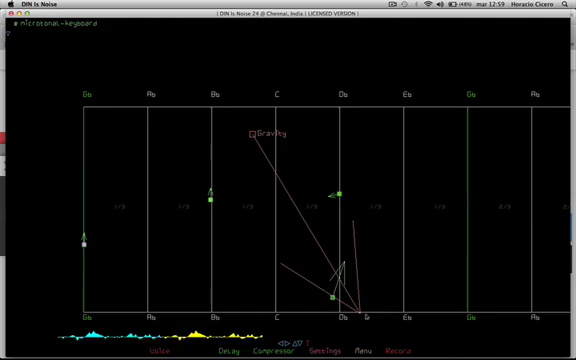 DIN Is Noise
(48%) mar 12:59 Horacio Cicero
DIN Is Noise 24 @ Chennai, India | LICENSED VERSION )
@ microtonal-keyboard
Gb Ab Bb C Db Eb Gb Ab
Gravity
Gb Ab Bb C Db Eb Gb Ab
Voice Delay Compressor Settings Menu Record